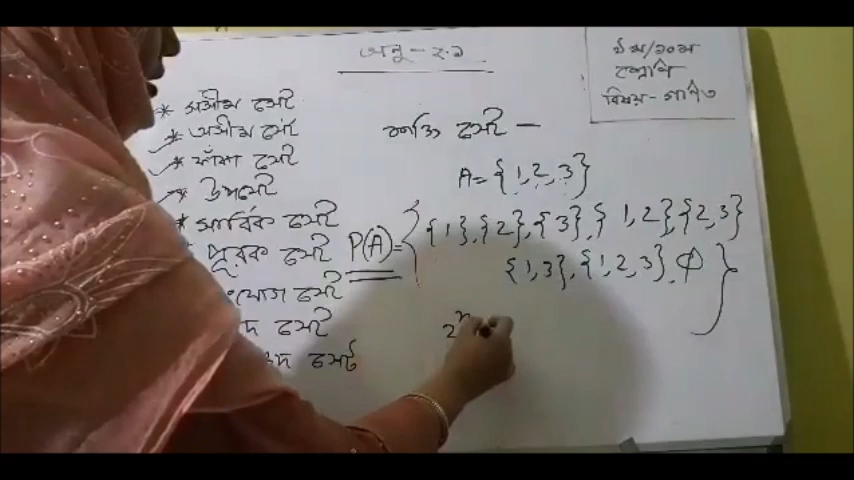 অনু - ২.১
৯ম/১০ম
শ্রেণি
বিষয় - গণিত
* সসীম সেট
* অসীম সেট
* ফাঁকা সেট
* উপসেট
* সার্বিক সেট
পূরক সেট
সংযোগ সেট
সেট
সেট
শক্তি সেট —
A = {1, 2, 3}
P(A) = { {1}, {2}, {3}, {1, 2} {2, 3}
{1, 3}, {1, 2, 3}, ϕ }
2ⁿ